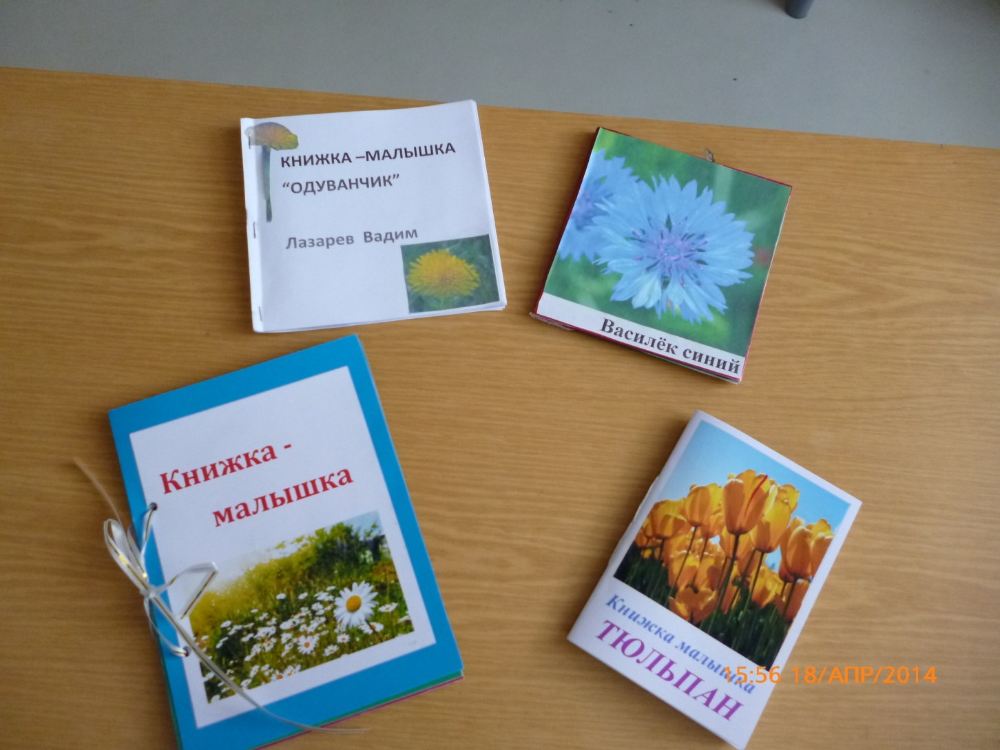 КНИЖКА –МАЛЫШКА
“ОДУВАНЧИК”
Лазарев Вадим
Василёк синий
Книжка -
малышка
Книжка малышка
ТЮЛЬПАН
15:56 18/АПР/2014